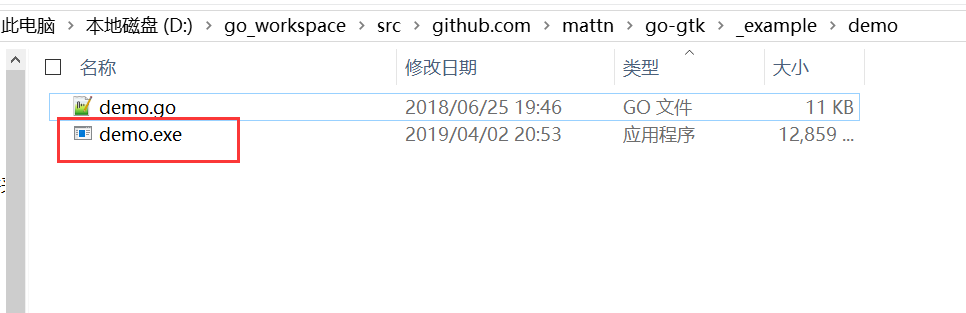 此电脑 > 本地磁盘 (D:) > go_workspace > src > github.com > mattn > go-gtk > _example > demo
名称 修改日期 类型 大小
demo.go 2018/06/25 19:46 GO 文件 11 KB
demo.exe 2019/04/02 20:53 应用程序 12,859 ...